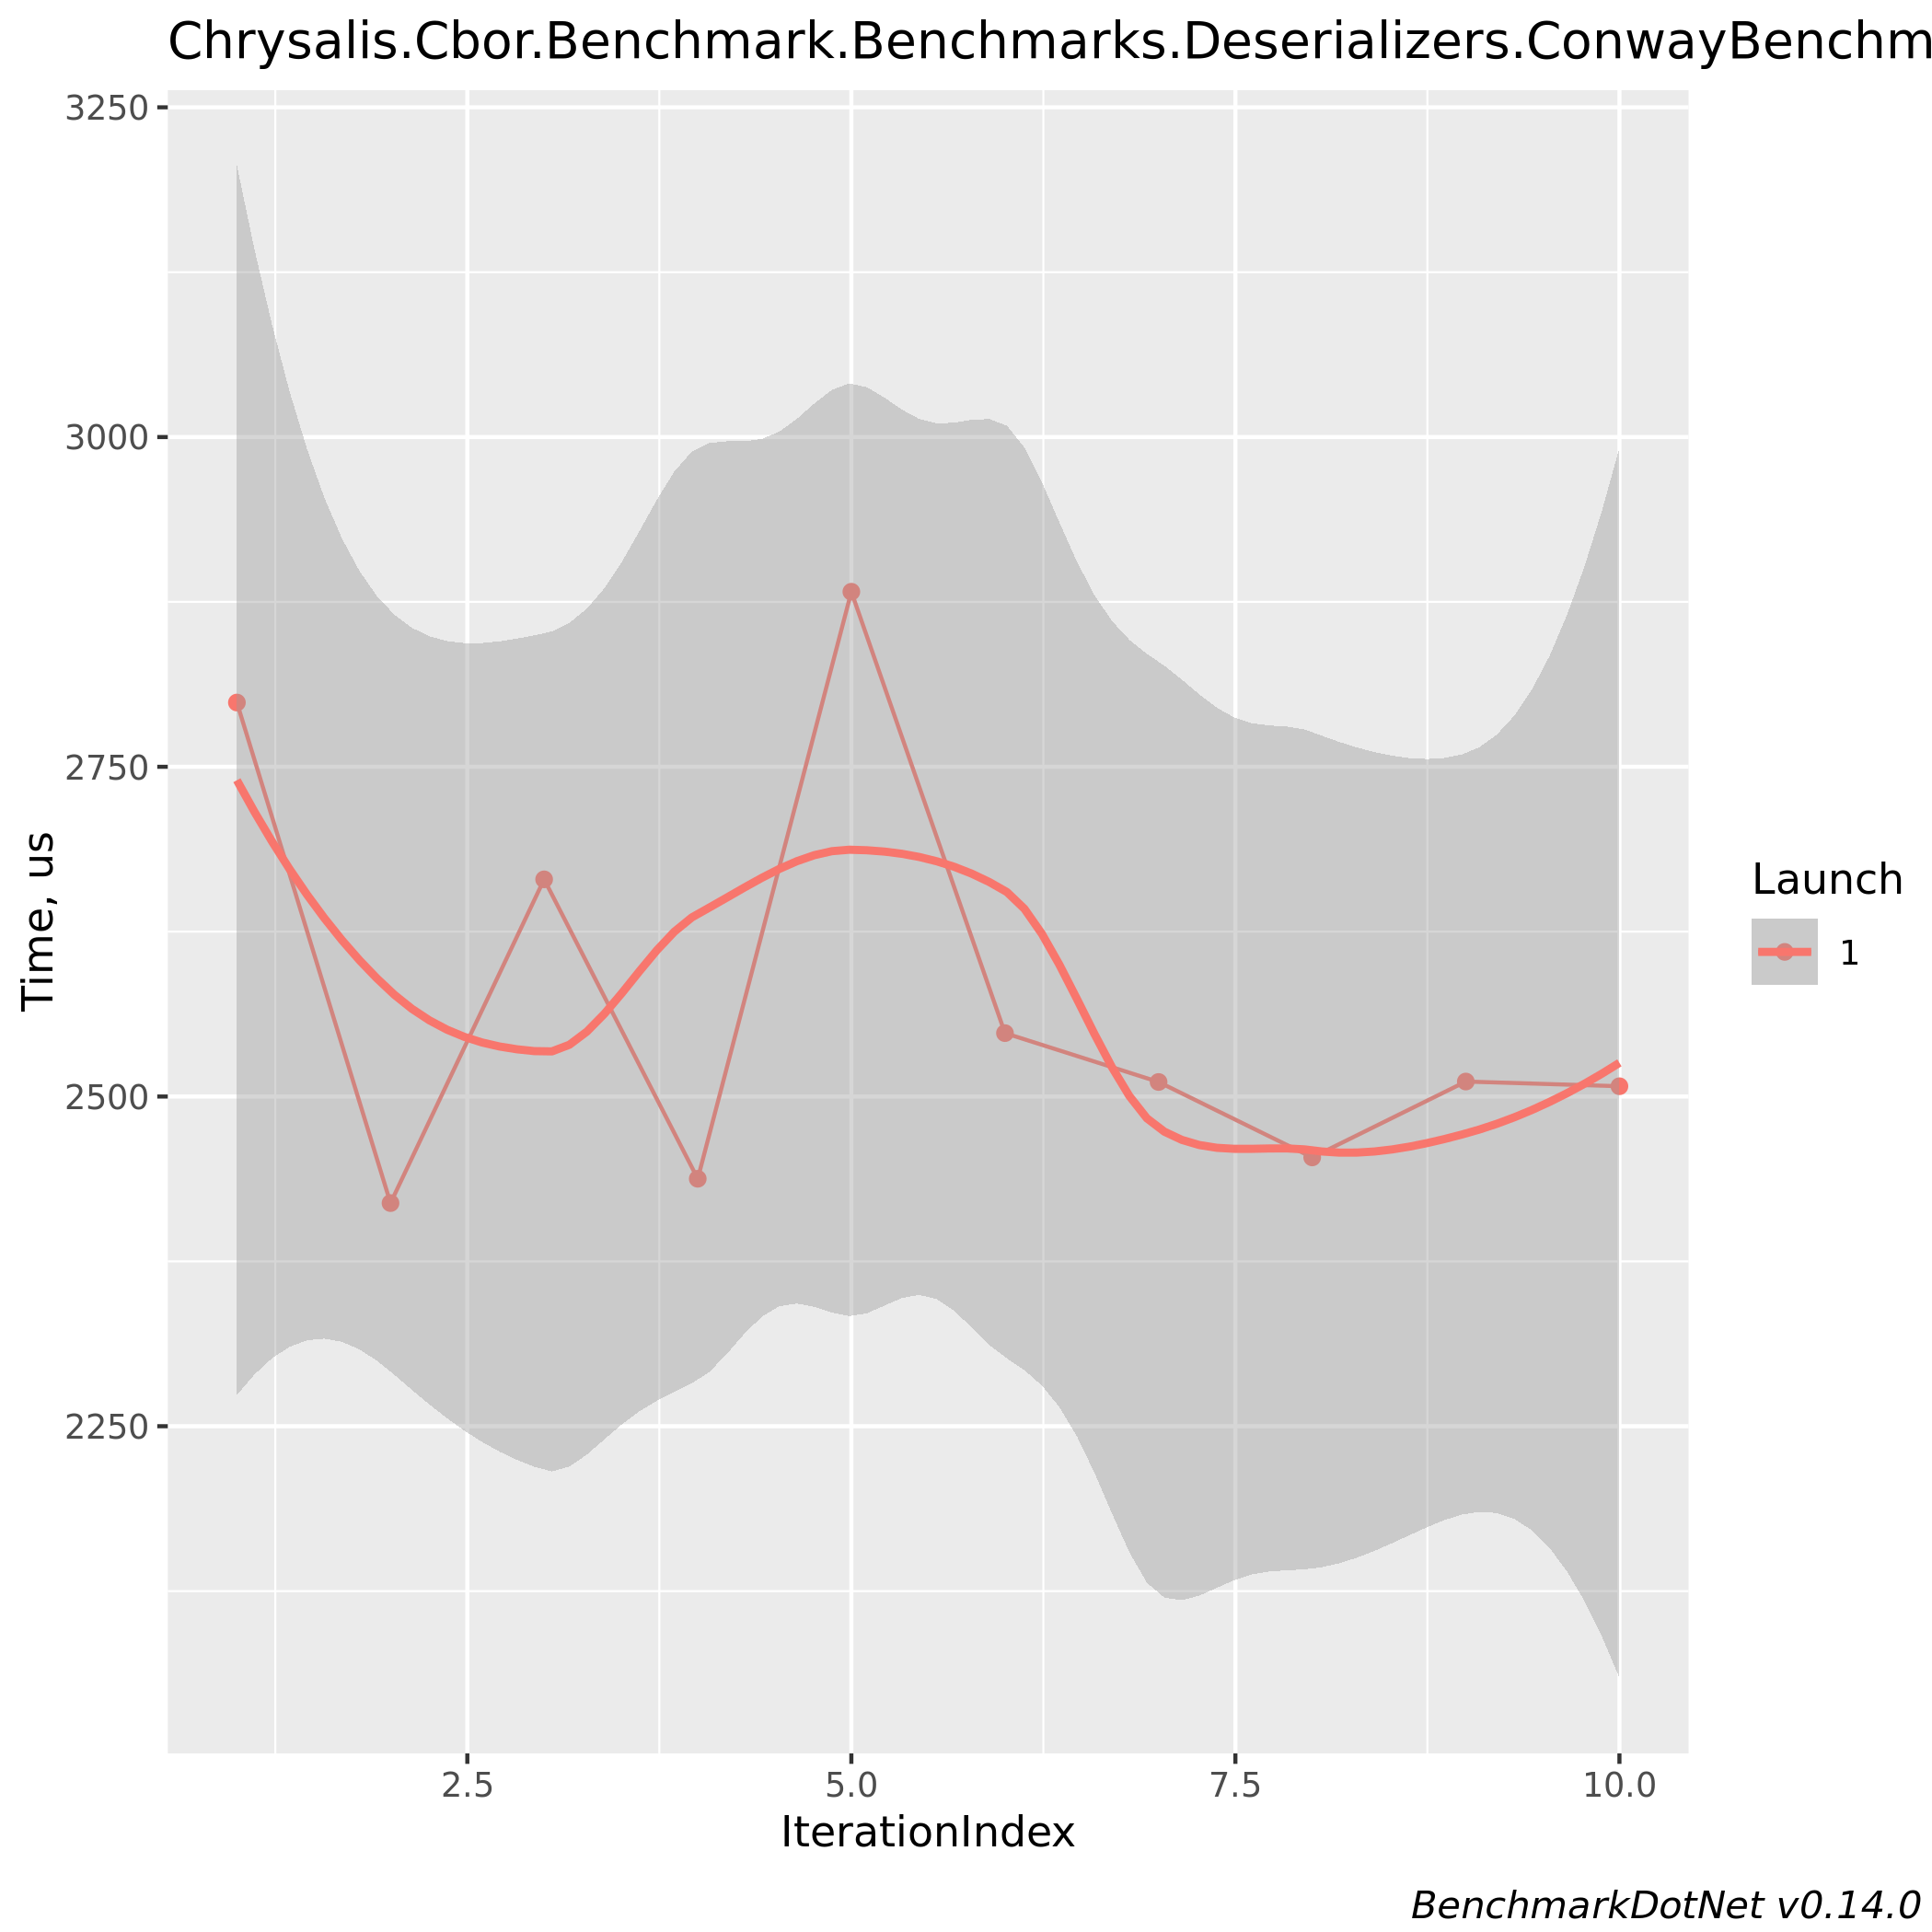 Chrysalis.Cbor.Benchmark.Benchmarks.Deserializers.ConwayBenchm
3250
3000
2750
2500
2250
Time, us
2.5 5.0 7.5 10.0
IterationIndex
Launch
1
BenchmarkDotNet v0.14.0